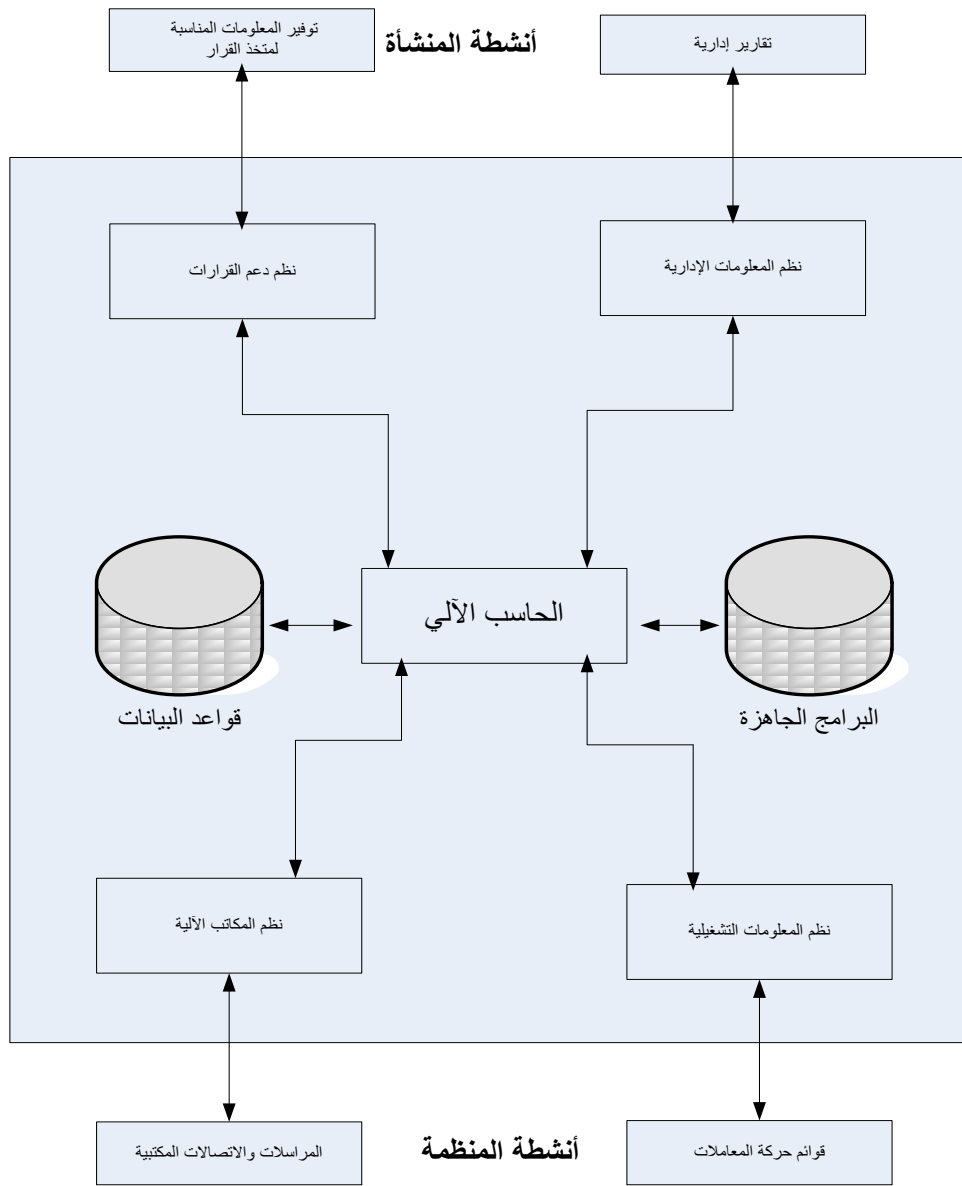 تقارير إدارية
أنشطة المنشأة
توفير المعلومات المناسبة
لمتخذ القرار
نظم المعلومات الإدارية
نظم دعم القرارات
الحاسب الآلي
البرامج الجاهزة
قواعد البيانات
نظم المعلومات التشغيلية
نظم المكاتب الآلية
قوائم حركة المعاملات
أنشطة المنظمة
المراسلات والاتصالات المكتبية